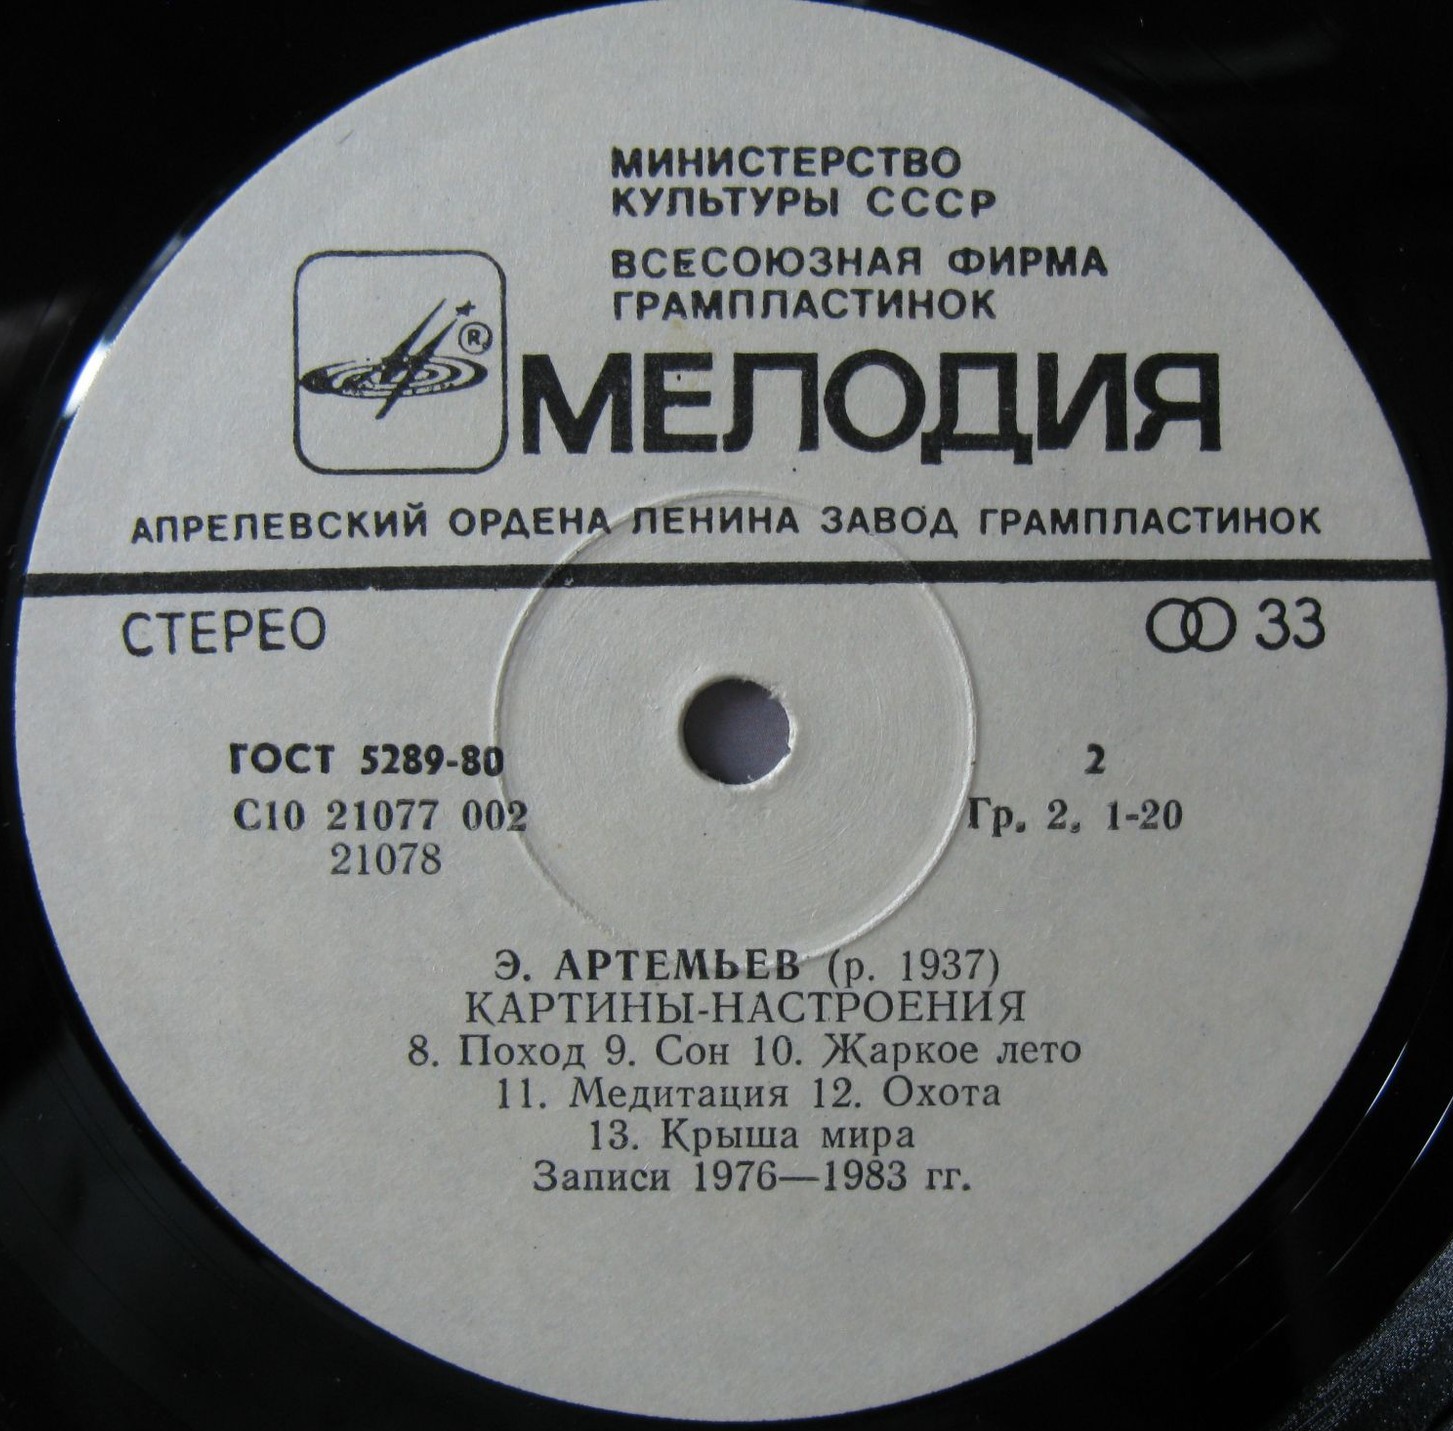 МИНИСТЕРСТВО
КУЛЬТУРЫ СССР
ВСЕСОЮЗНАЯ ФИРМА
ГРАМПЛАСТИНОК
®
МЕЛОДИЯ
АПРЕЛЕВСКИЙ ОРДЕНА ЛЕНИНА ЗАВОД ГРАМПЛАСТИНОК
СТЕРЕО
33
ГОСТ 5289-80
2
С10 21077 002
Гр. 2, 1-20
21078
Э. АРТЕМЬЕВ (р. 1937)
КАРТИНЫ-НАСТРОЕНИЯ
8. Поход 9. Сон 10. Жаркое лето
11. Медитация 12. Охота
13. Крыша мира
Записи 1976—1983 гг.